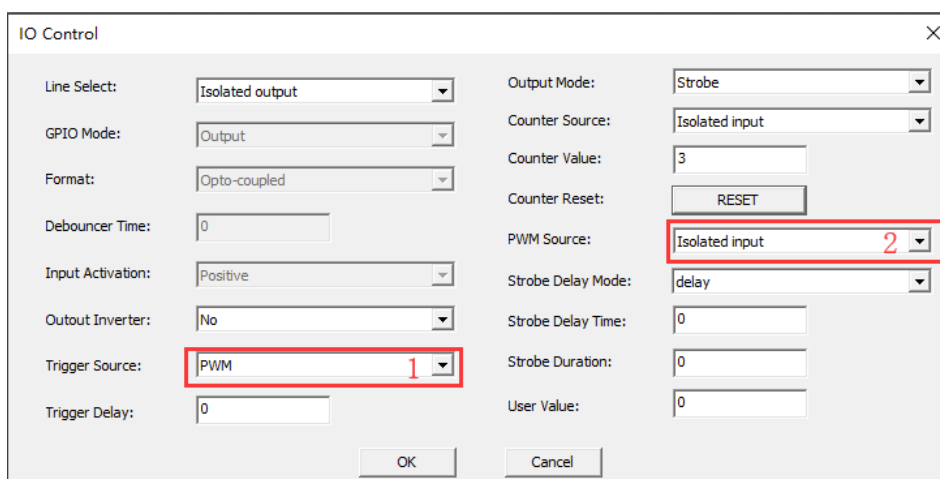 IO Control
Line Select: Isolated output
GPIO Mode: Output
Format: Opto-coupled
Debouncer Time: 0
Input Activation: Positive
Outout Inverter: No
Trigger Source: PWM 1
Trigger Delay: 0
Output Mode: Strobe
Counter Source: Isolated input
Counter Value: 3
Counter Reset: RESET
PWM Source: Isolated input 2
Strobe Delay Mode: delay
Strobe Delay Time: 0
Strobe Duration: 0
User Value: 0
OK Cancel